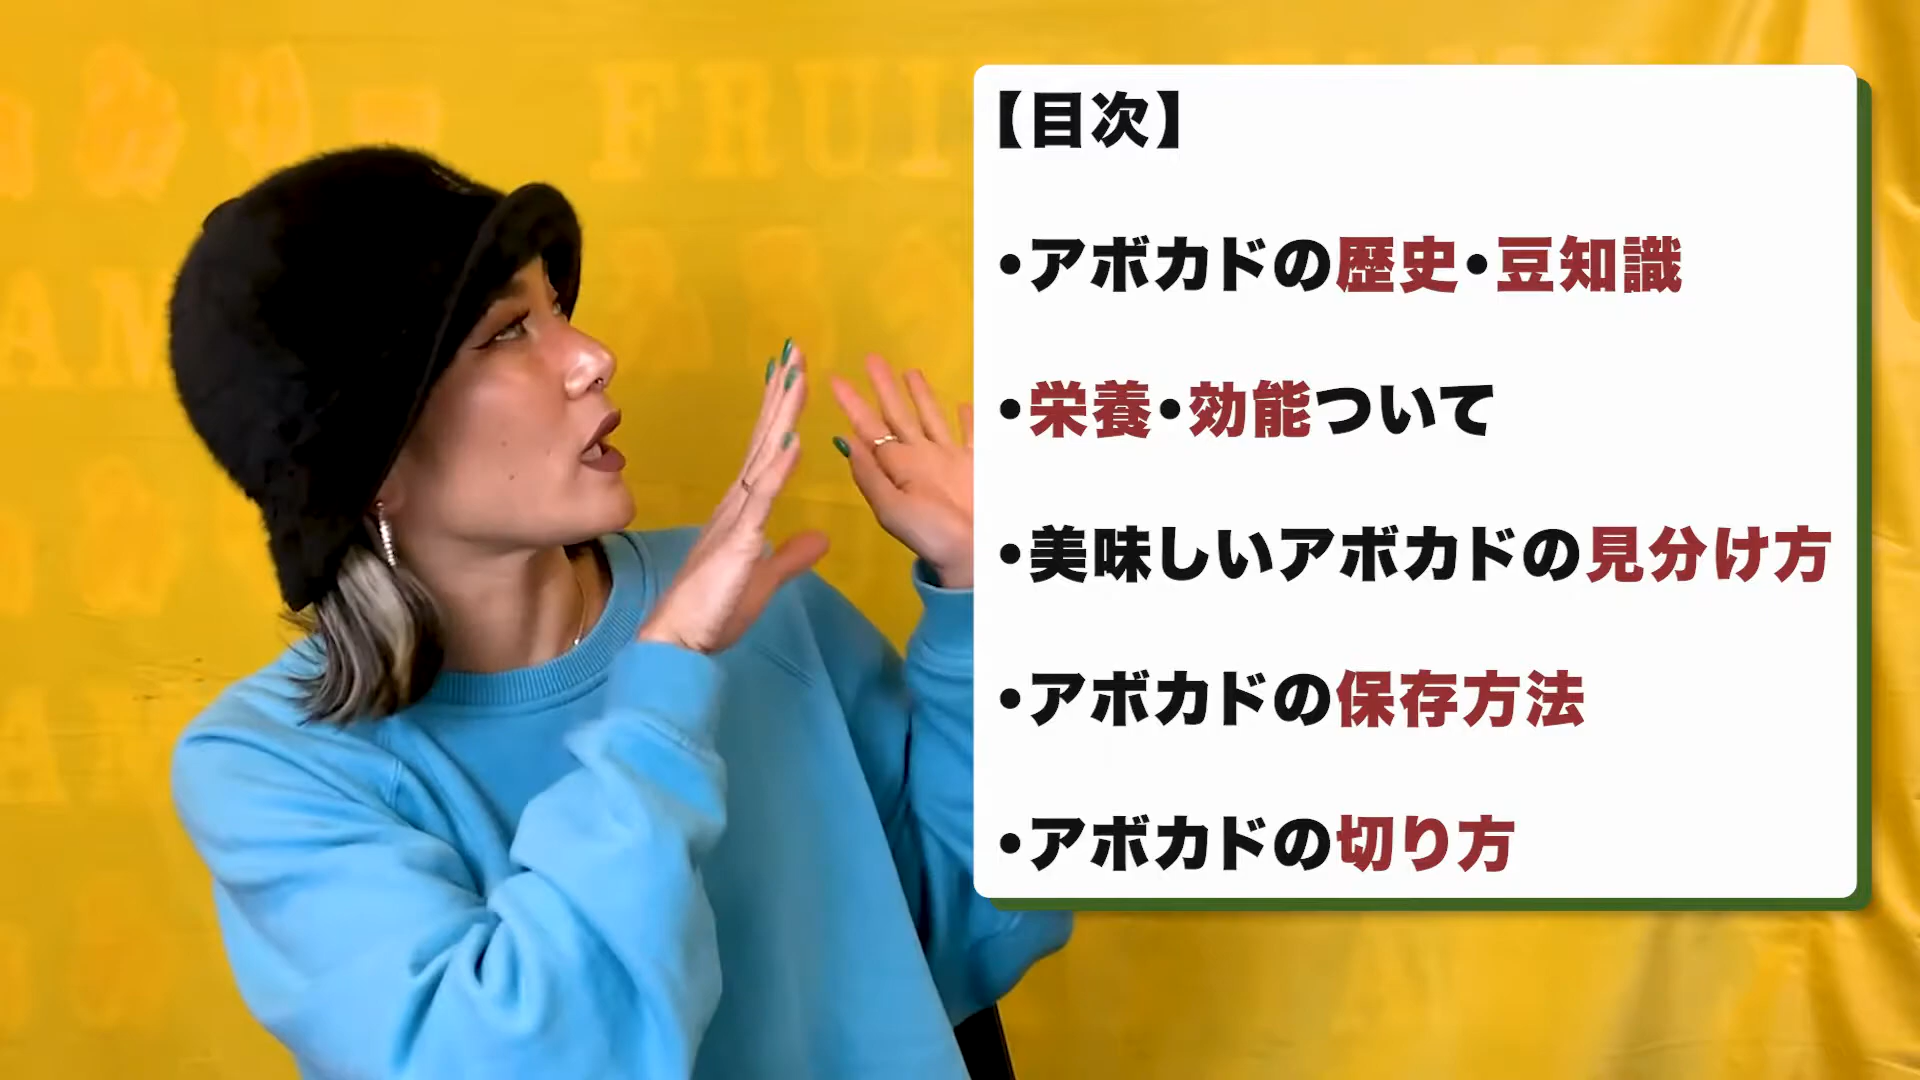 FRUI
【目次】
・アボカドの歴史・豆知識
・栄養・効能ついて
・美味しいアボカドの見分け方
・アボカドの保存方法
・アボカドの切り方